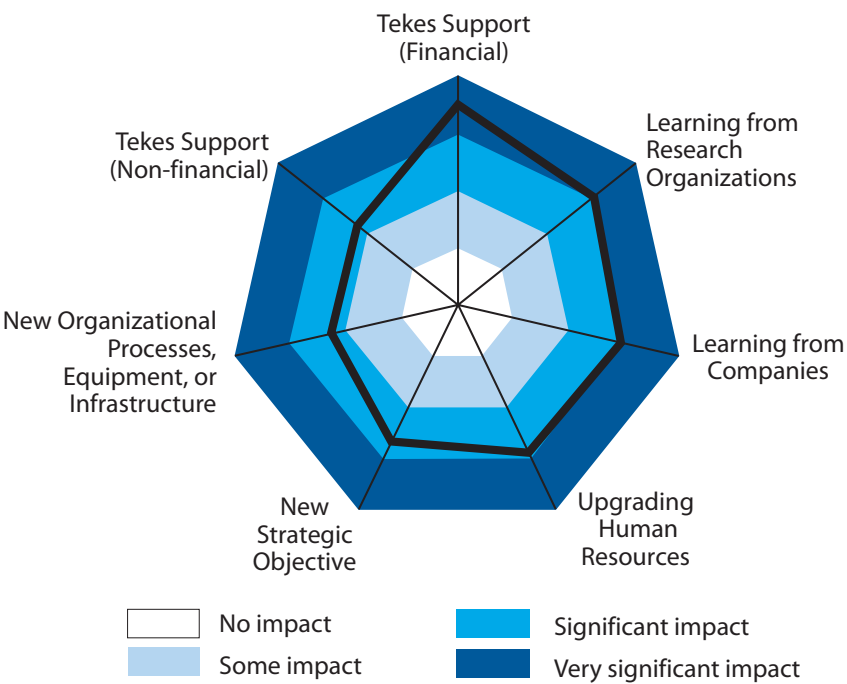 Tekes Support
(Financial)
Learning from
Research
Organizations
Tekes Support
(Non-financial)
New Organizational
Processes,
Equipment, or
Infrastructure
Learning from
Companies
New
Strategic
Objective
Upgrading
Human
Resources
No impact
Significant impact
Some impact
Very significant impact